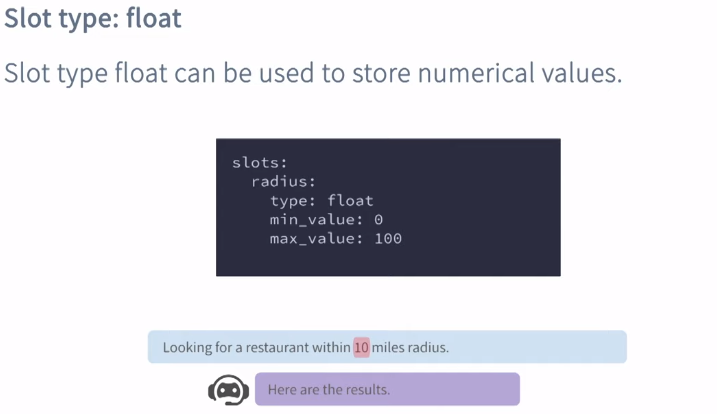 Slot type: float
Slot type float can be used to store numerical values.
slots:
  radius:
    type: float
    min_value: 0
    max_value: 100
Looking for a restaurant within 10 miles radius.
Here are the results.